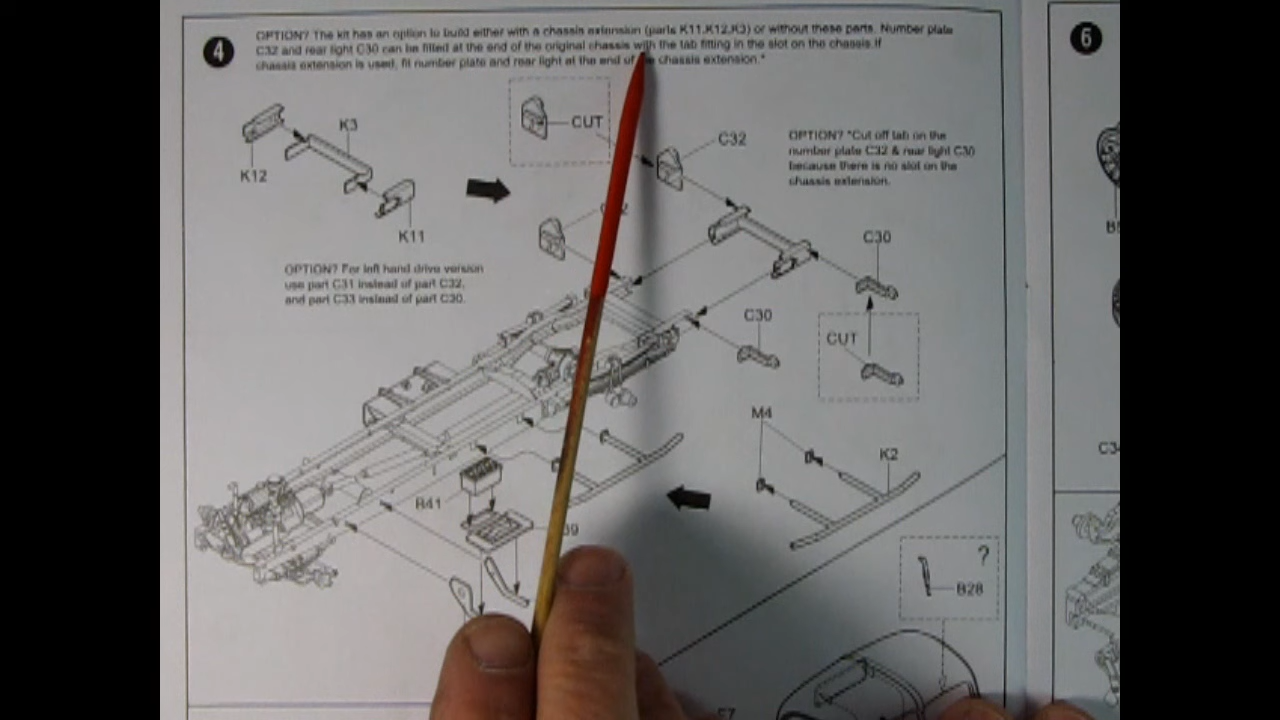 4
OPTION? The kit has an option to build either with a chassis extension (parts K11,K12,K3) or without these parts. Number plate
C32 and rear light C30 can be filled at the end of the original chassis with the tab fitting in the slot on the chassis.If
chassis extension is used, fit number plate and rear light at the end of the chassis extension.*
6
CUT
K3
K12
K11
C32
OPTION? *Cut off tab on the
number plate C32 & rear light C30
because there is no slot on the
chassis extension.
C30
OPTION? For left hand drive version
use part C31 instead of part C32,
and part C33 instead of part C30.
C30
CUT
M4
K2
B41
39
?
B28
C34